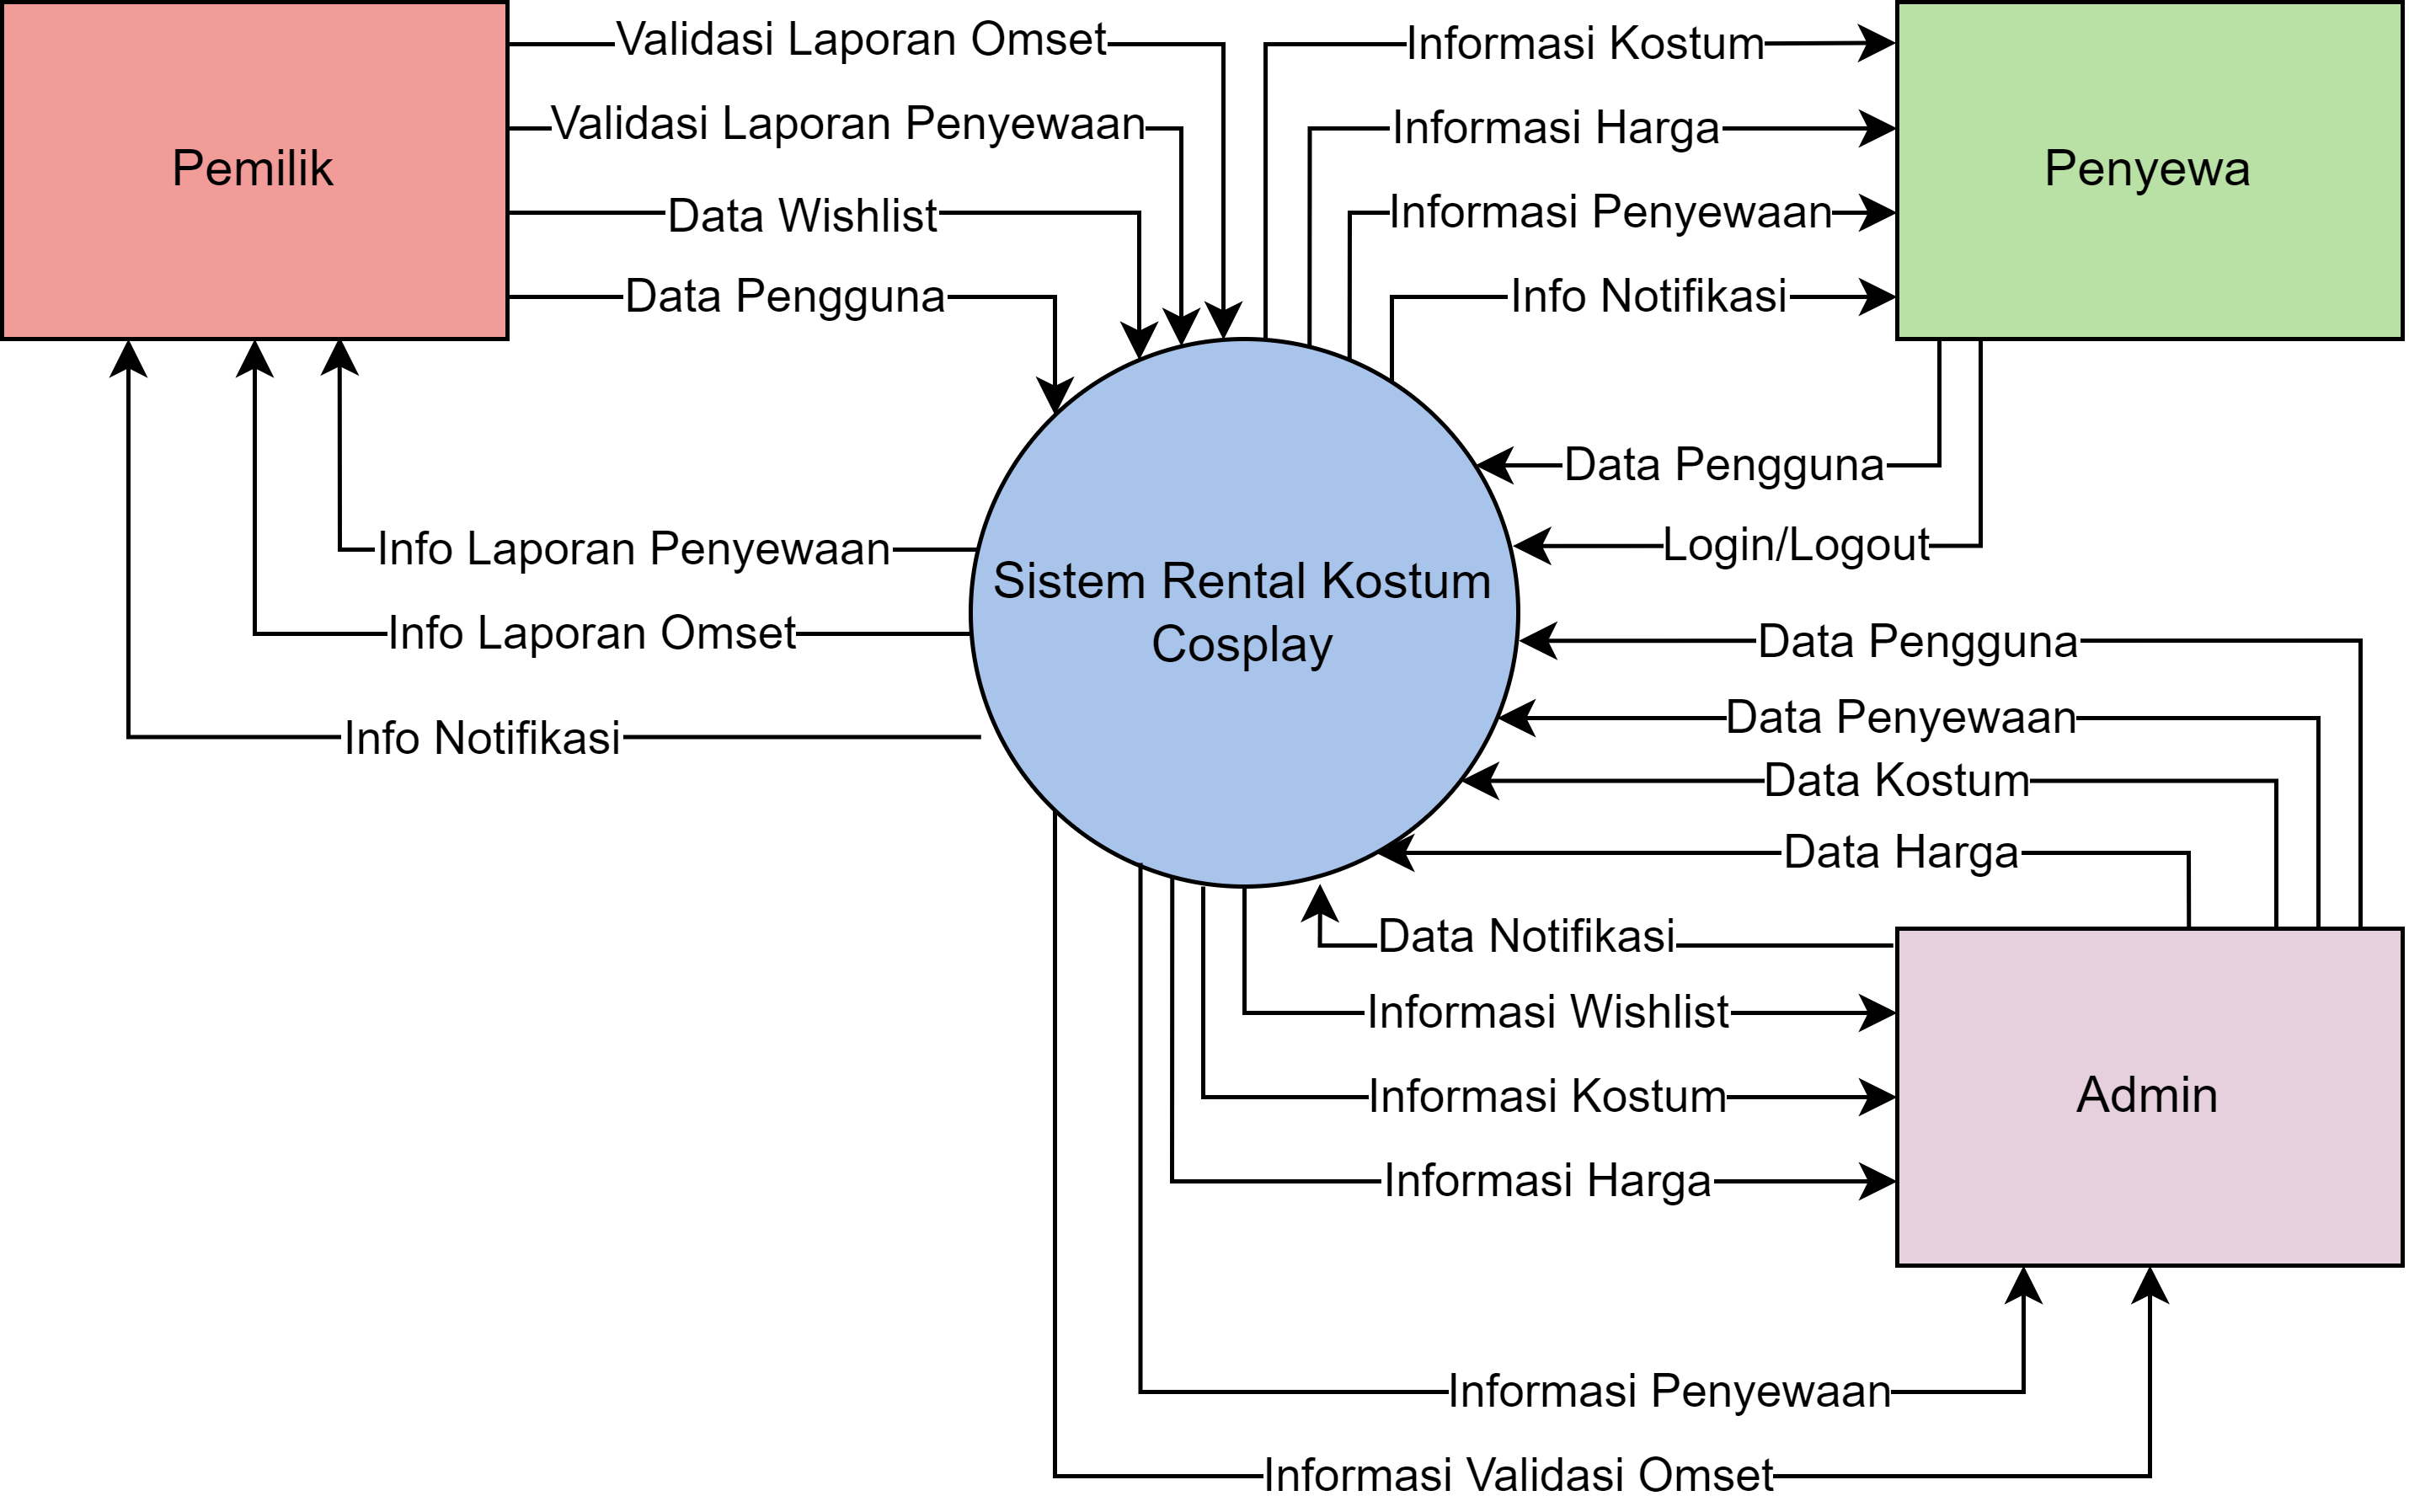 Pemilik
Validasi Laporan Omset
Validasi Laporan Penyewaan
Data Wishlist
Data Pengguna
Informasi Kostum
Informasi Harga
Informasi Penyewaan
Info Notifikasi
Penyewa
Data Pengguna
Login/Logout
Info Laporan Penyewaan
Info Laporan Omset
Info Notifikasi
Sistem Rental Kostum
Cosplay
Data Pengguna
Data Penyewaan
Data Kostum
Data Harga
Data Notifikasi
Informasi Wishlist
Informasi Kostum
Informasi Harga
Admin
Informasi Penyewaan
Informasi Validasi Omset